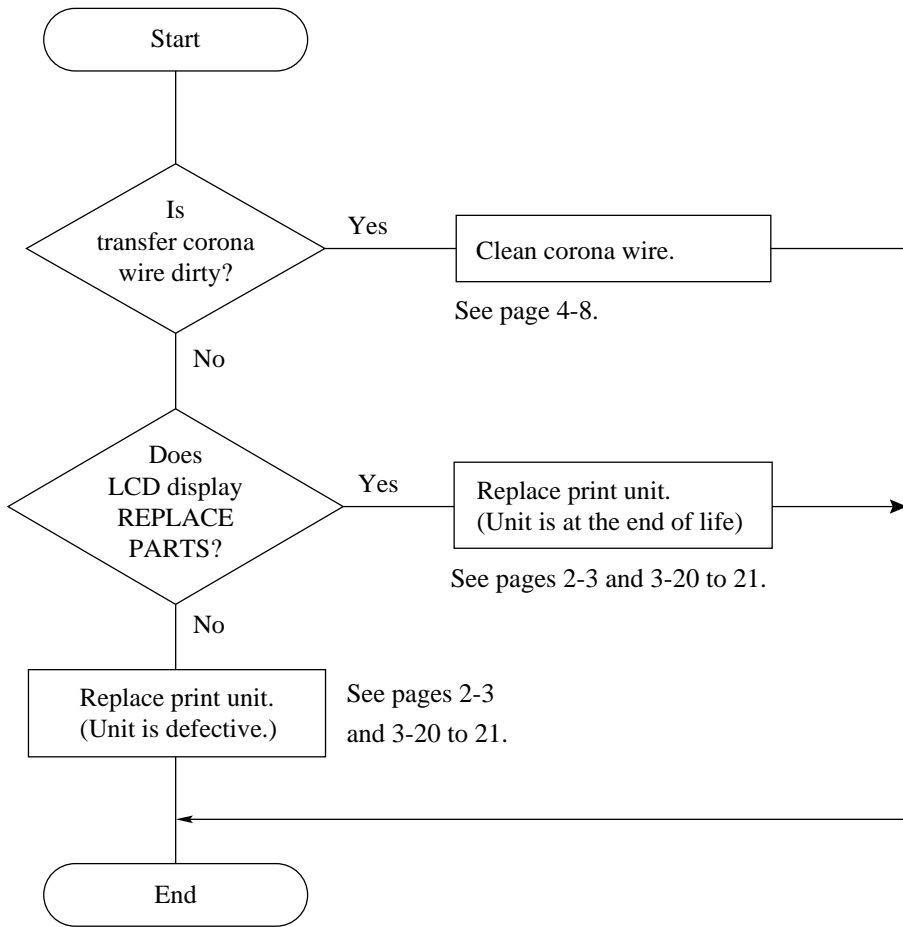 Start
Is
transfer corona
wire dirty?
Yes
Clean corona wire.
See page 4-8.
No
Does
LCD display
REPLACE
PARTS?
Yes
Replace print unit.
(Unit is at the end of life)
See pages 2-3 and 3-20 to 21.
No
Replace print unit.
(Unit is defective.)
See pages 2-3
and 3-20 to 21.
End